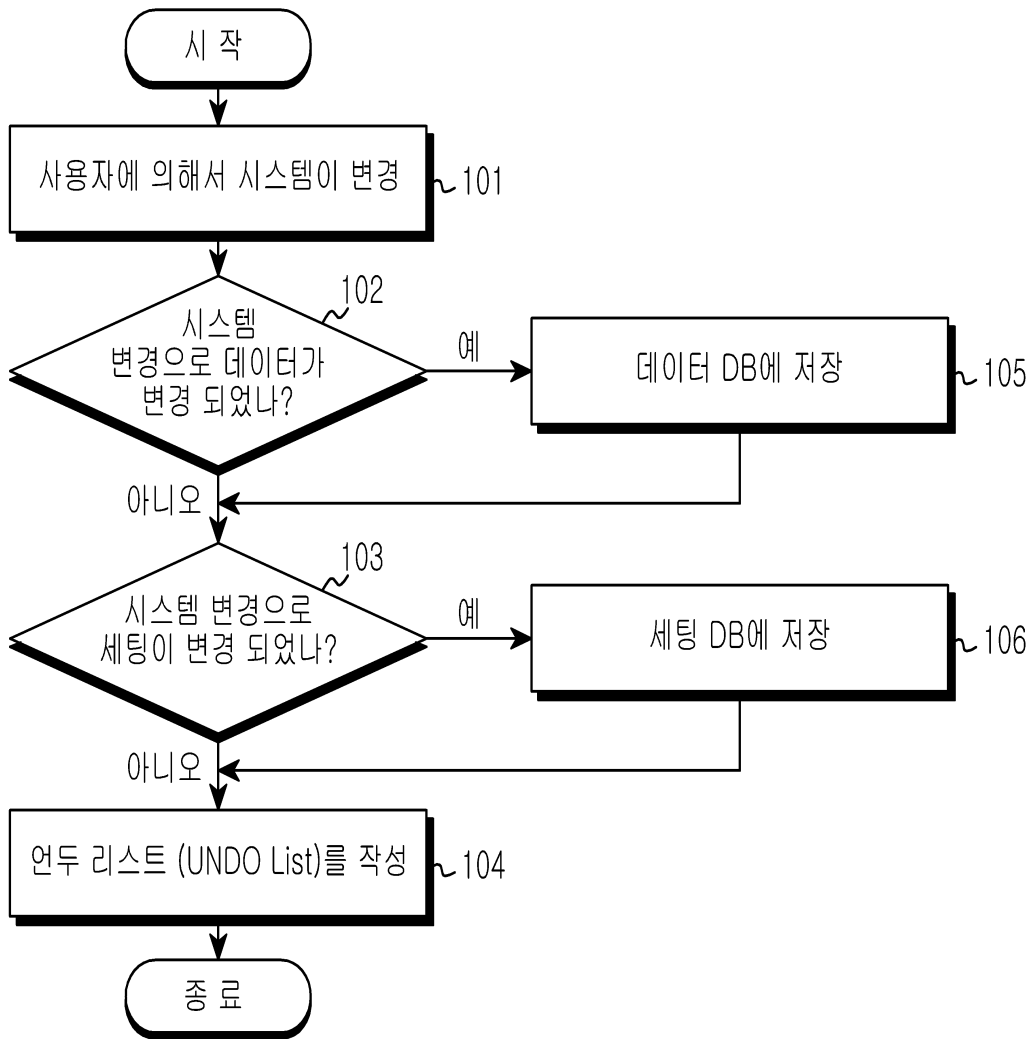 시 작
사용자에 의해서 시스템이 변경
101
102
시스템
변경으로 데이터가
변경 되었나?
예
데이터 DB에 저장
105
아니오
103
시스템 변경으로
세팅이 변경 되었나?
예
세팅 DB에 저장
106
아니오
언두 리스트 (UNDO List)를 작성
104
종 료